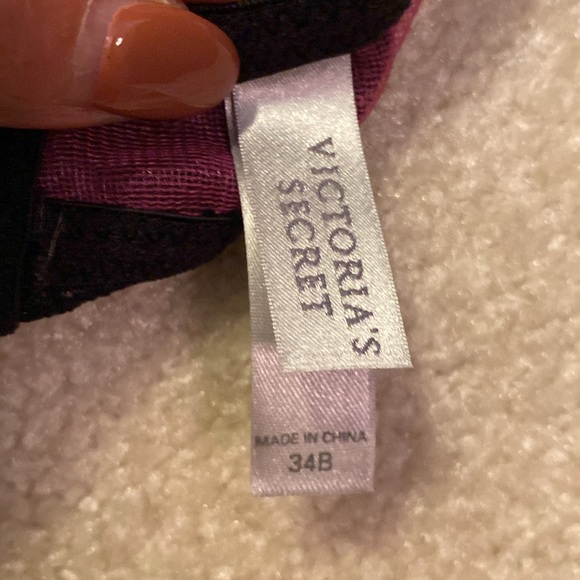 VICTORIA'S
SECRET
MADE IN CHINA
34B